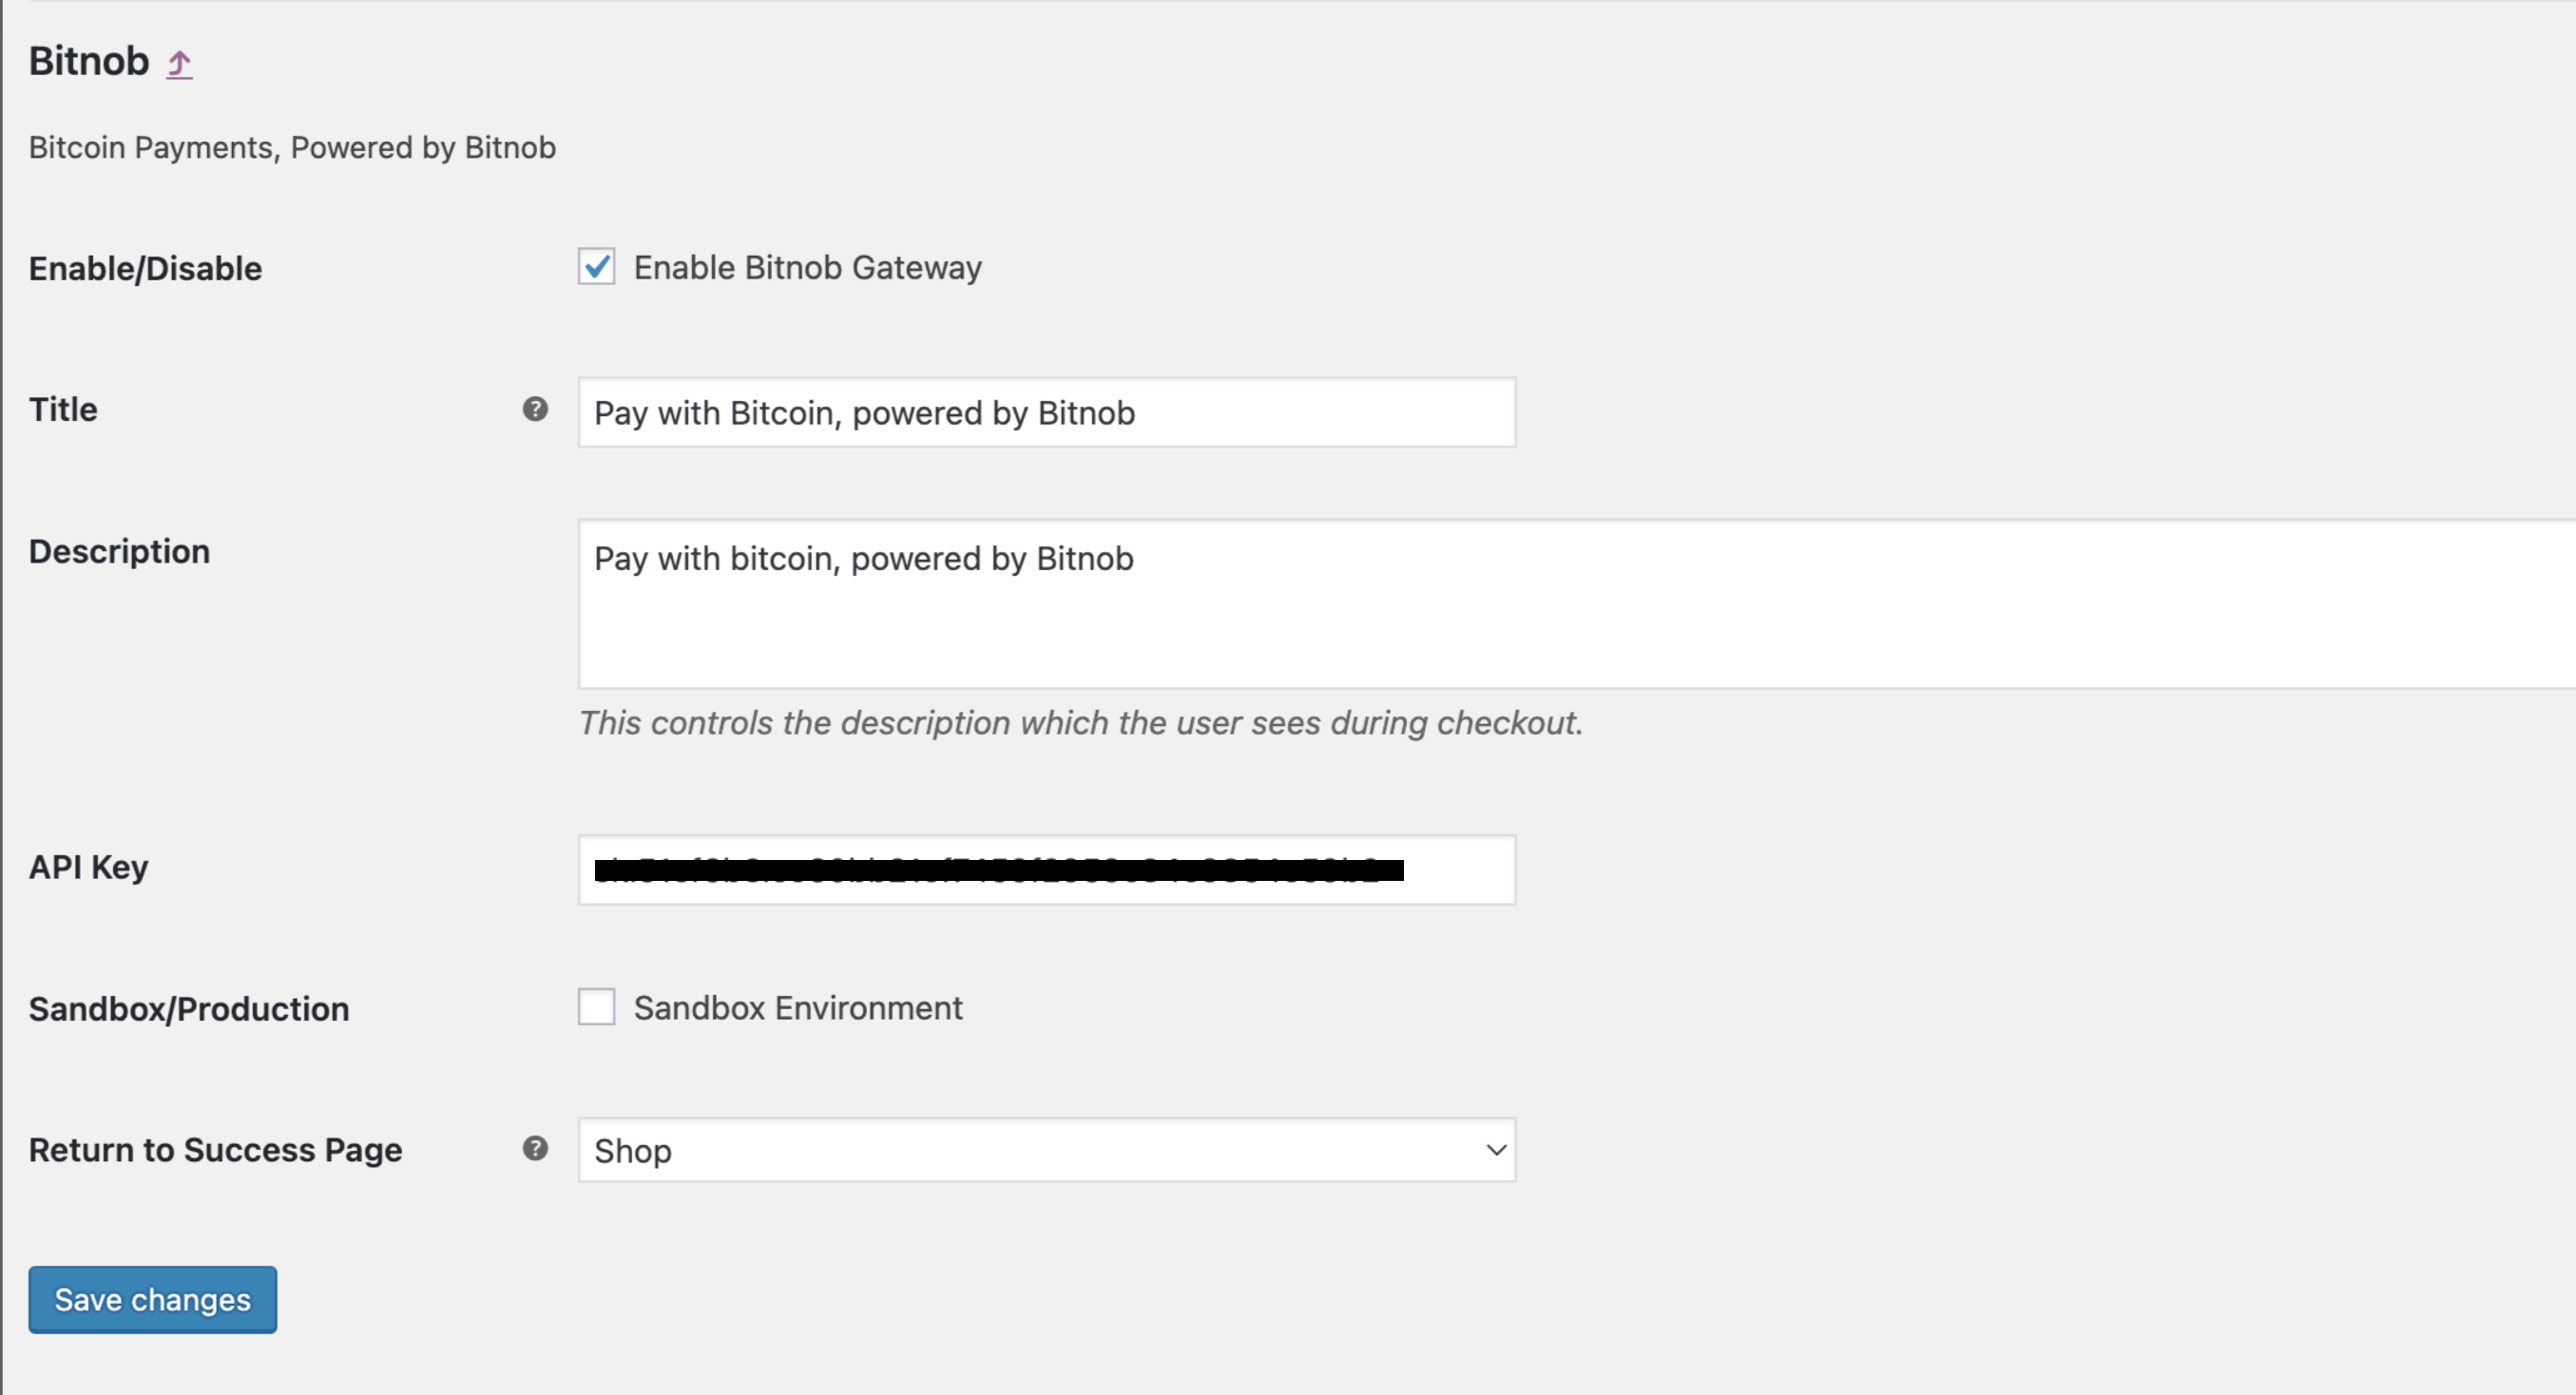 Bitnob
Bitcoin Payments, Powered by Bitnob
Enable/Disable
Enable Bitnob Gateway
Title
Pay with Bitcoin, powered by Bitnob
Description
Pay with bitcoin, powered by Bitnob
This controls the description which the user sees during checkout.
API Key
Sandbox/Production
Sandbox Environment
Return to Success Page
Shop
Save changes